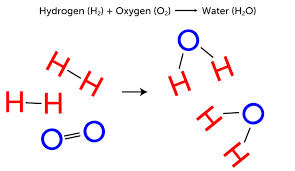 Hydrogen (H₂) + Oxygen (O₂) ⟶ Water (H₂O)
O
H–H
H H
H–H
O
H
O=O
H